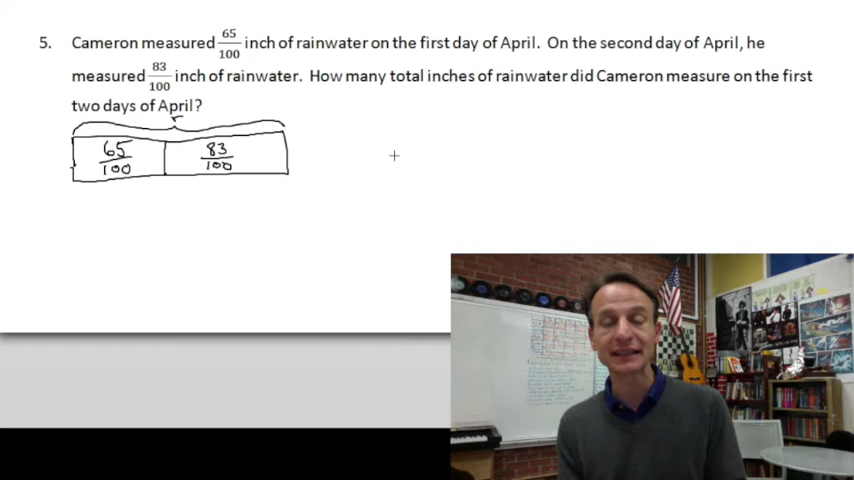 5. Cameron measured 65/100 inch of rainwater on the first day of April. On the second day of April, he
measured 83/100 inch of rainwater. How many total inches of rainwater did Cameron measure on the first
two days of April?
r
65/100 83/100